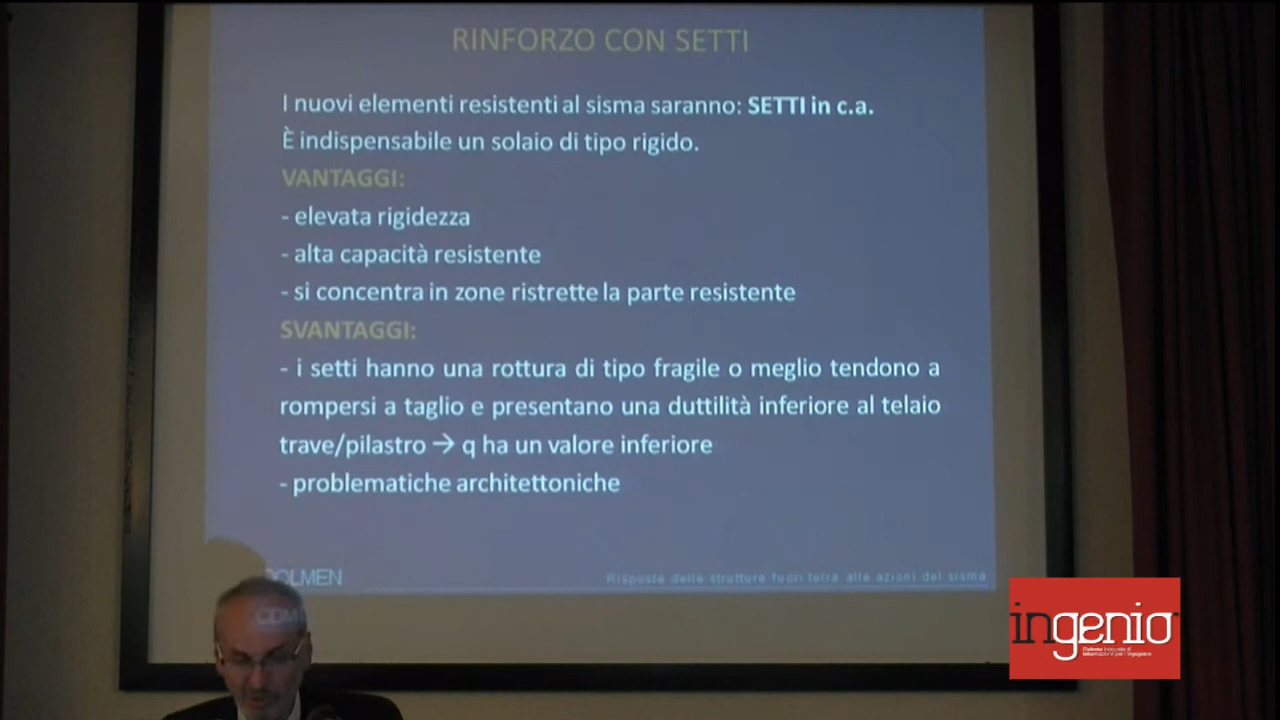 RINFORZO CON SETTI
I nuovi elementi resistenti al sisma saranno: SETTI in c.a.
È indispensabile un solaio di tipo rigido.
VANTAGGI:
- elevata rigidezza
- alta capacità resistente
- si concentra in zone ristrette la parte resistente
SVANTAGGI:
- i setti hanno una rottura di tipo fragile o meglio tendono a
rompersi a taglio e presentano una duttilità inferiore al telaio
trave/pilastro → q ha un valore inferiore
- problematiche architettoniche
DOLMEN
Risposte delle strutture fuori terra alle azioni del sisma
ingenio